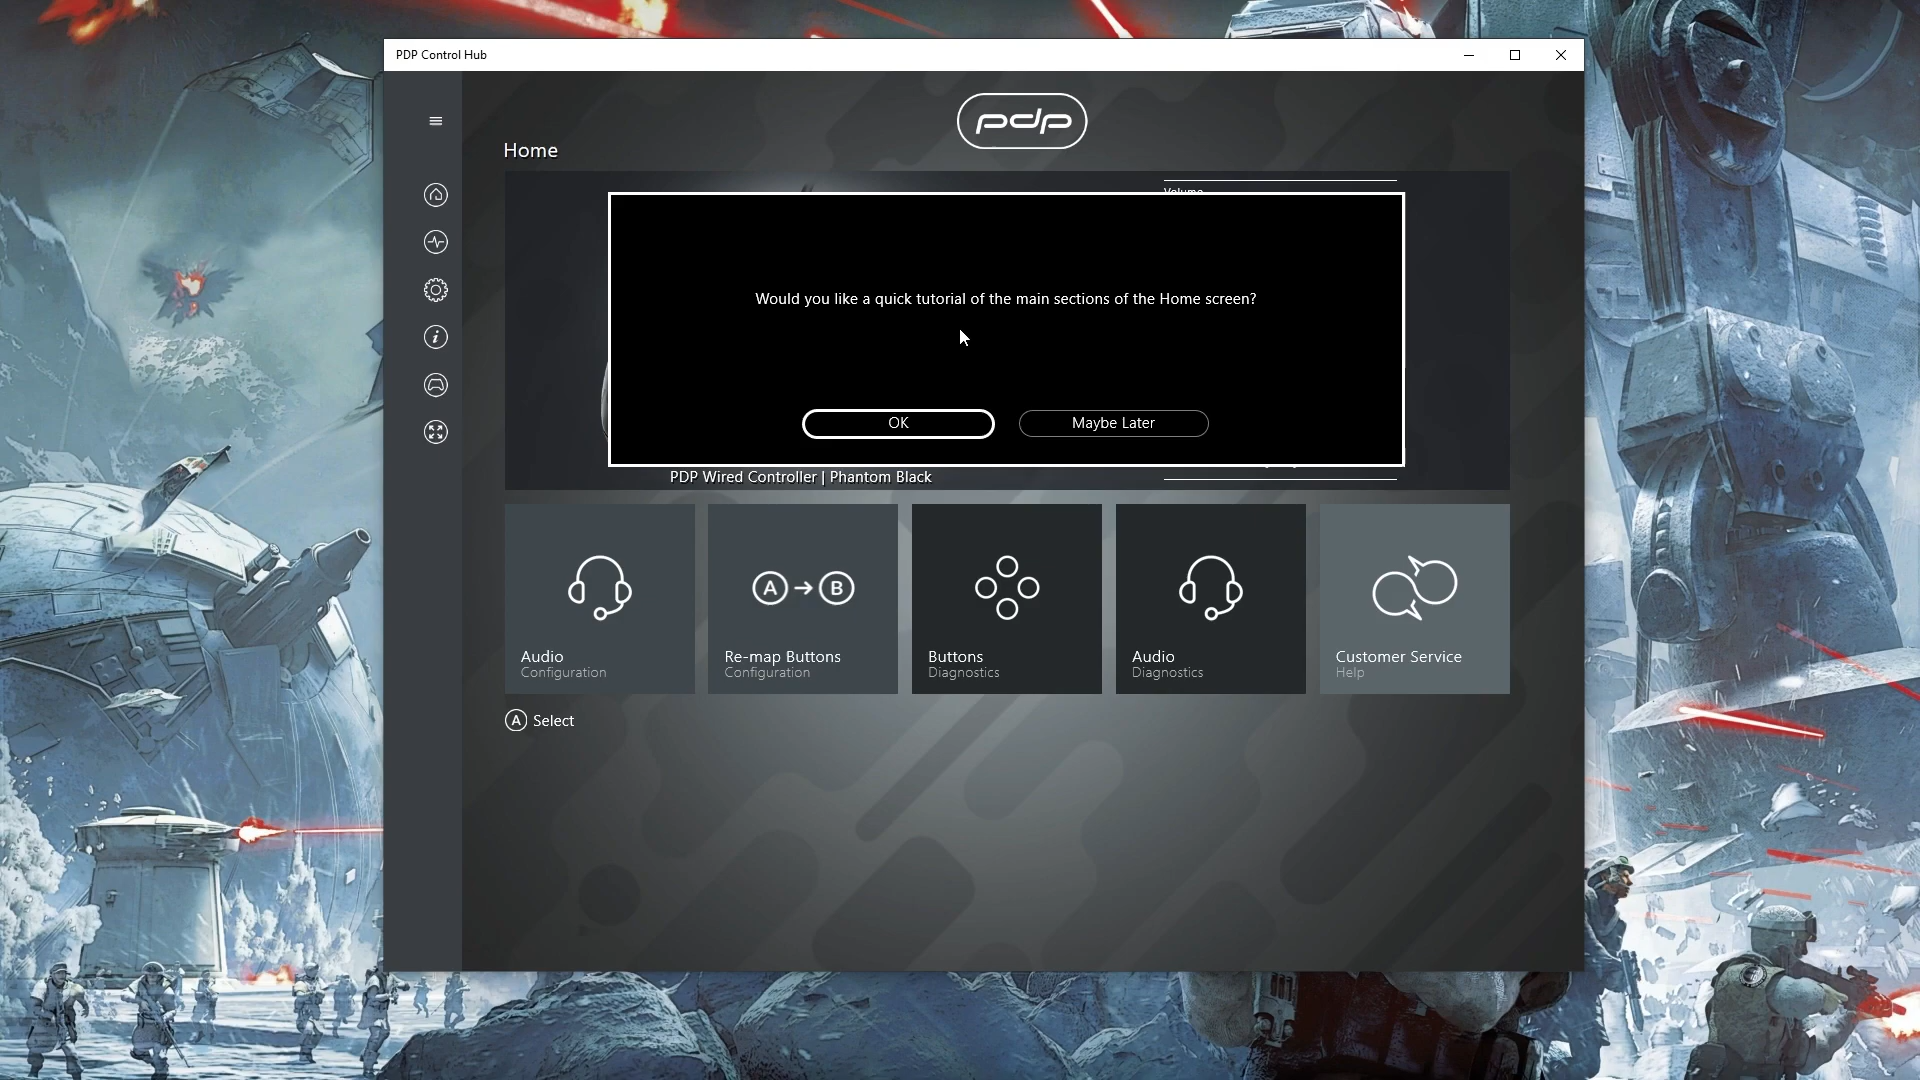 PDP Control Hub
pdp
Home
Volume
Would you like a quick tutorial of the main sections of the Home screen?
OK
Maybe Later
PDP Wired Controller | Phantom Black
Audio
Configuration
A → B
Re-map Buttons
Configuration
Buttons
Diagnostics
Audio
Diagnostics
Customer Service
Help
A Select